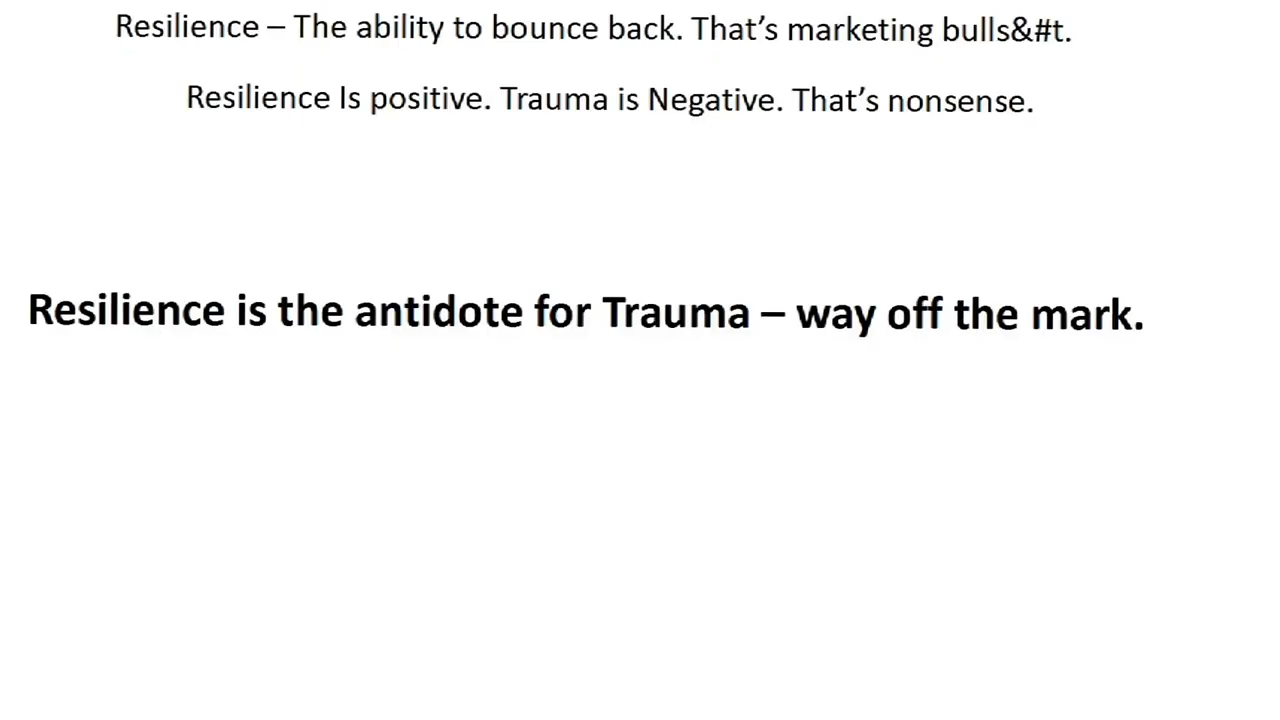 Resilience – The ability to bounce back. That’s marketing bulls&#t.
Resilience Is positive. Trauma is Negative. That’s nonsense.
Resilience is the antidote for Trauma – way off the mark.